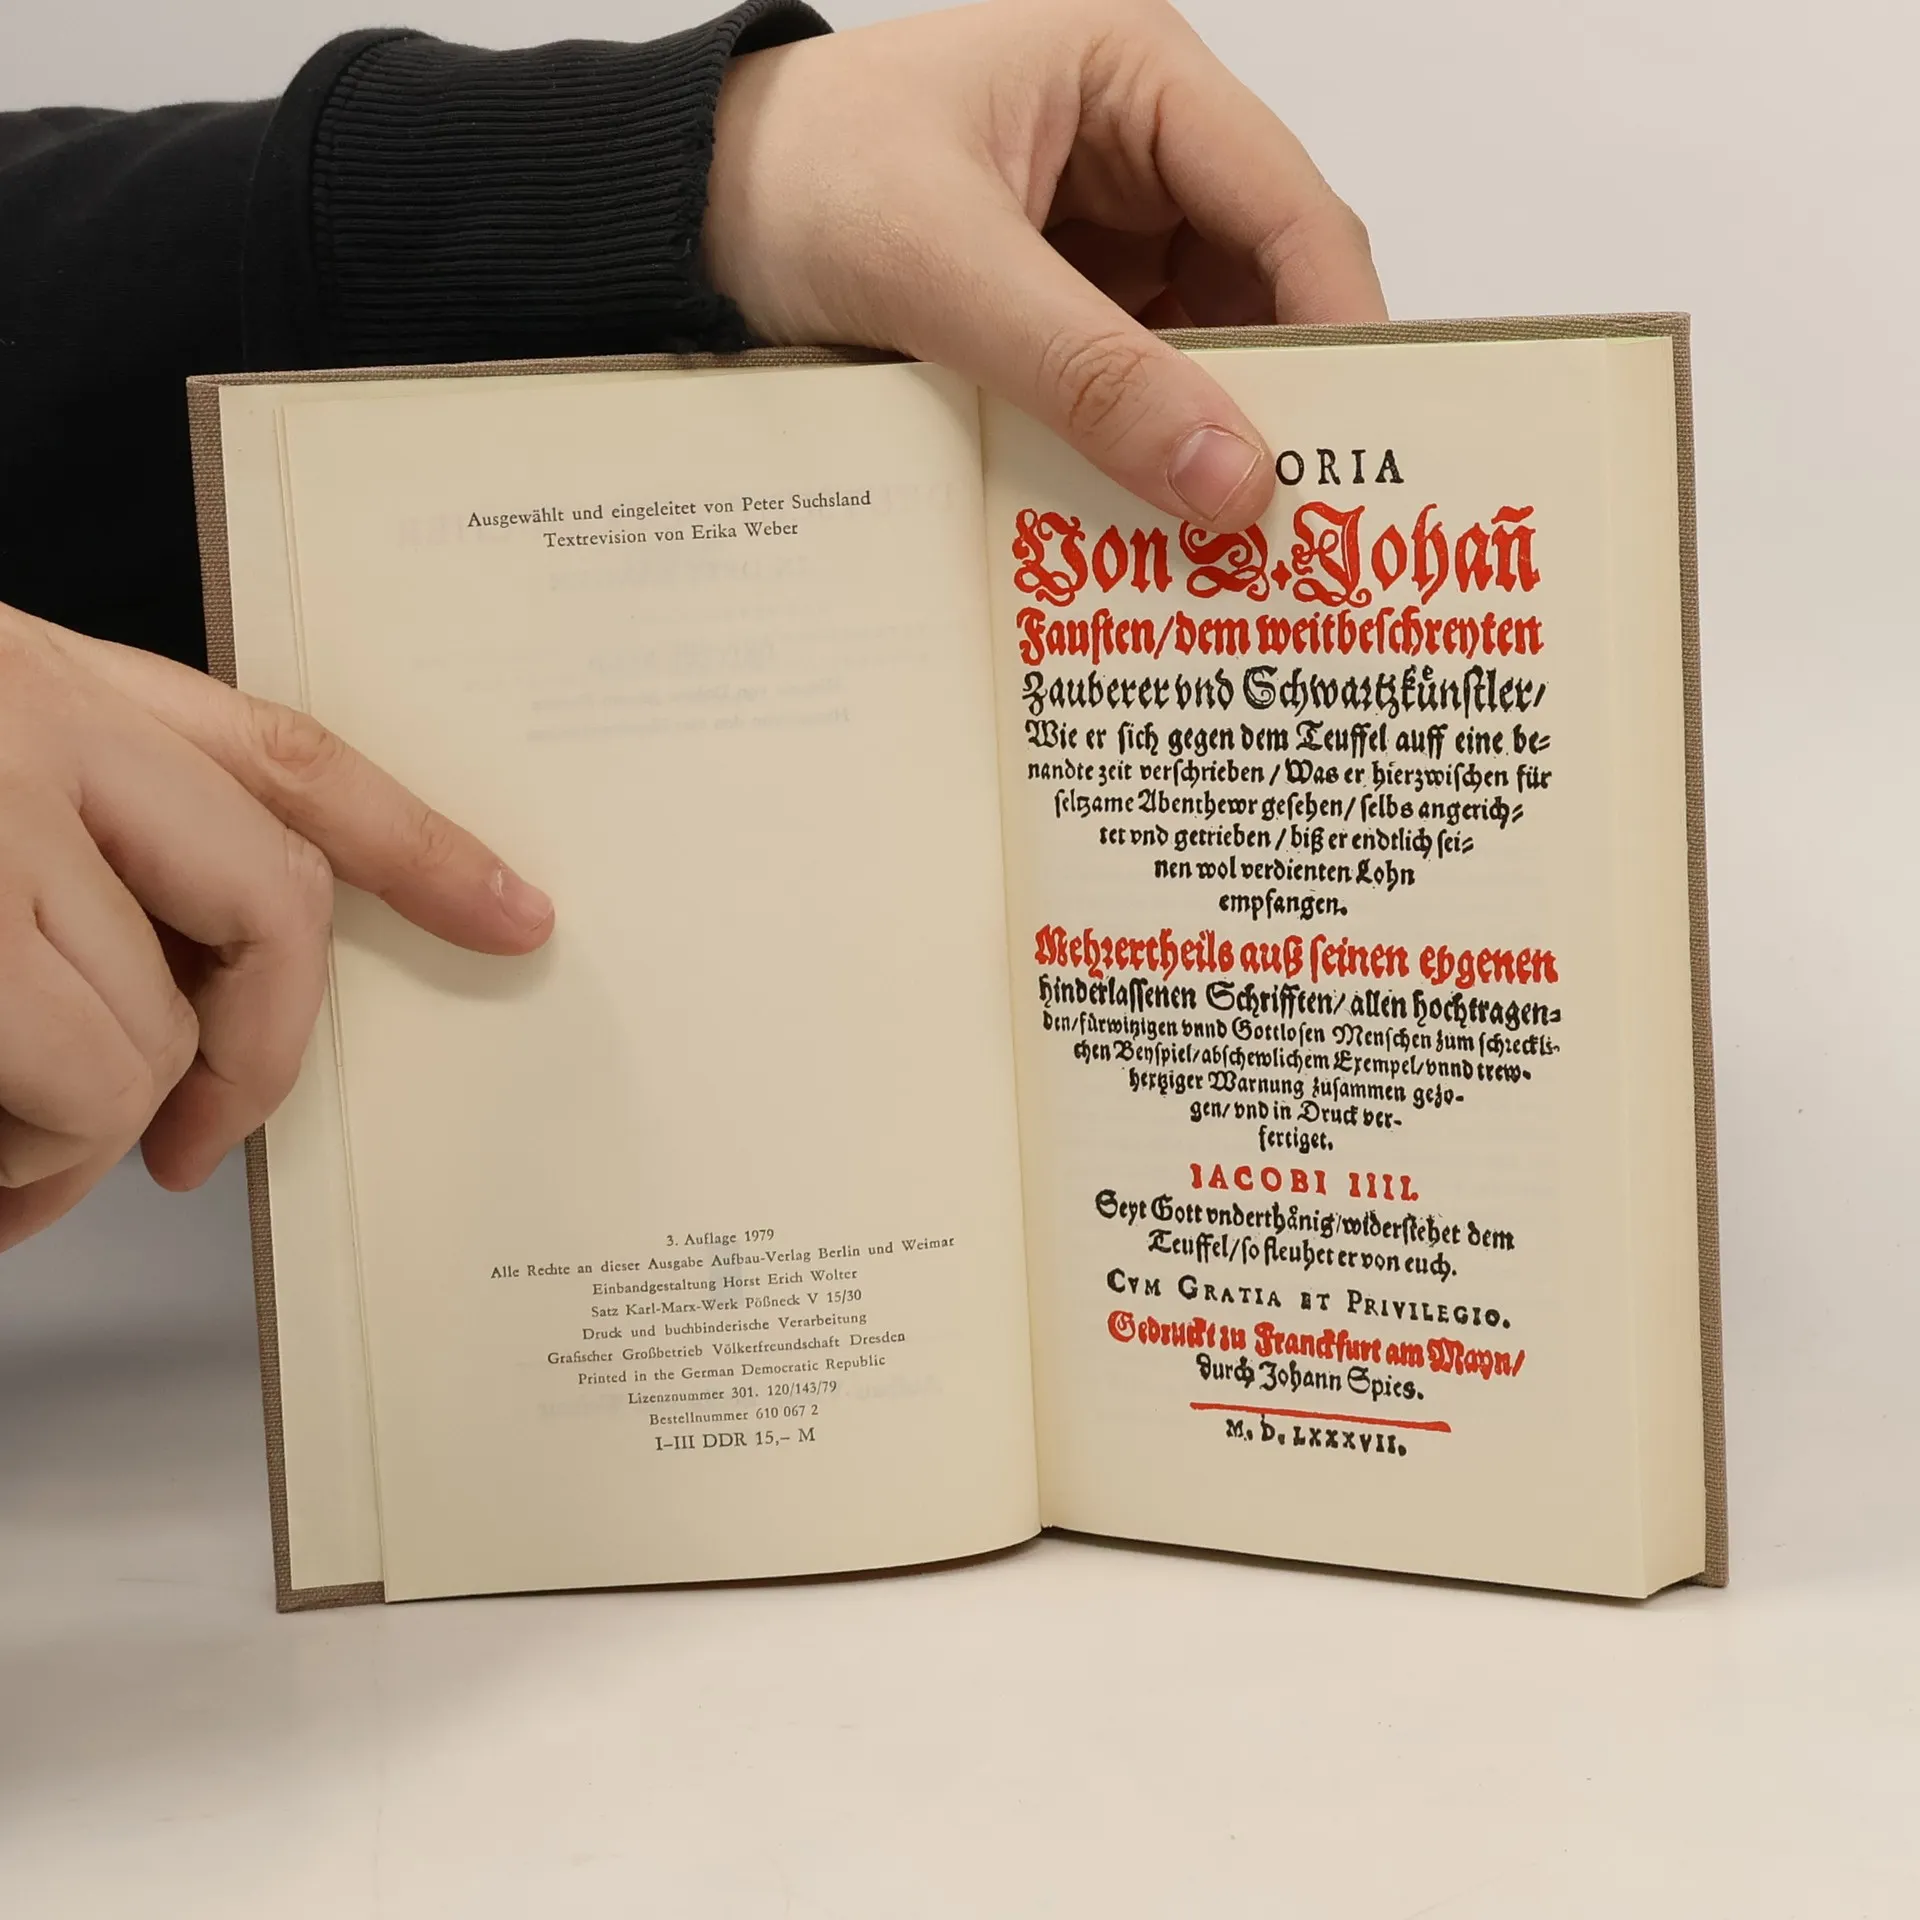 Ausgewählt und eingeleitet von Peter Suchsland
Textrevision von Erika Weber
3. Auflage 1979
Alle Rechte an dieser Ausgabe Aufbau-Verlag Berlin und Weimar
Einbandgestaltung Horst Erich Wolter
Satz Karl-Marx-Werk Pößneck V 15/30
Druck und buchbinderische Verarbeitung
Grafischer Großbetrieb Völkerfreundschaft Dresden
Printed in the German Democratic Republic
Lizenznummer 301. 120/143/79
Bestellnummer 610 067 2
I–III DDR 15,– M
ORIA
Von D. Johañ
Fauſten/dem weitbeſchreyten
Zauberer vnd Schwartzkuͤnſtler/
Wie er ſich gegen dem Teuffel auff eine be⸗
nandte zeit verſchrieben/Was er hierzwiſchen für
ſeltzame Abenthewr geſehen/ſelbs angerich⸗
tet vnd getrieben/biß er endtlich ſei⸗
nen wol verdienten Lohn
empfangen.
Mehrertheils auß ſeinen eygenen
hinderlaſſenen Schrifften/allen hochtragen⸗
den/fürwitzigen vnnd Gottloſen Menſchen zum ſchreckli⸗
chen Beyſpiel/abſchewlichem Exempel/vnnd trew⸗
hertziger Warnung zuſammen gezo⸗
gen/vnd in Druck ver⸗
fertiget.
IACOBI IIII.
Seyt Gott vnderthaͤnig/widerſtehet dem
Teuffel/ſo fleuhet er von euch.
CVM GRATIA ET PRIVILEGIO.
Gedruckt zu Franckfurt am Mayn/
durch Johann Spies.
M. D. LXXXVII.